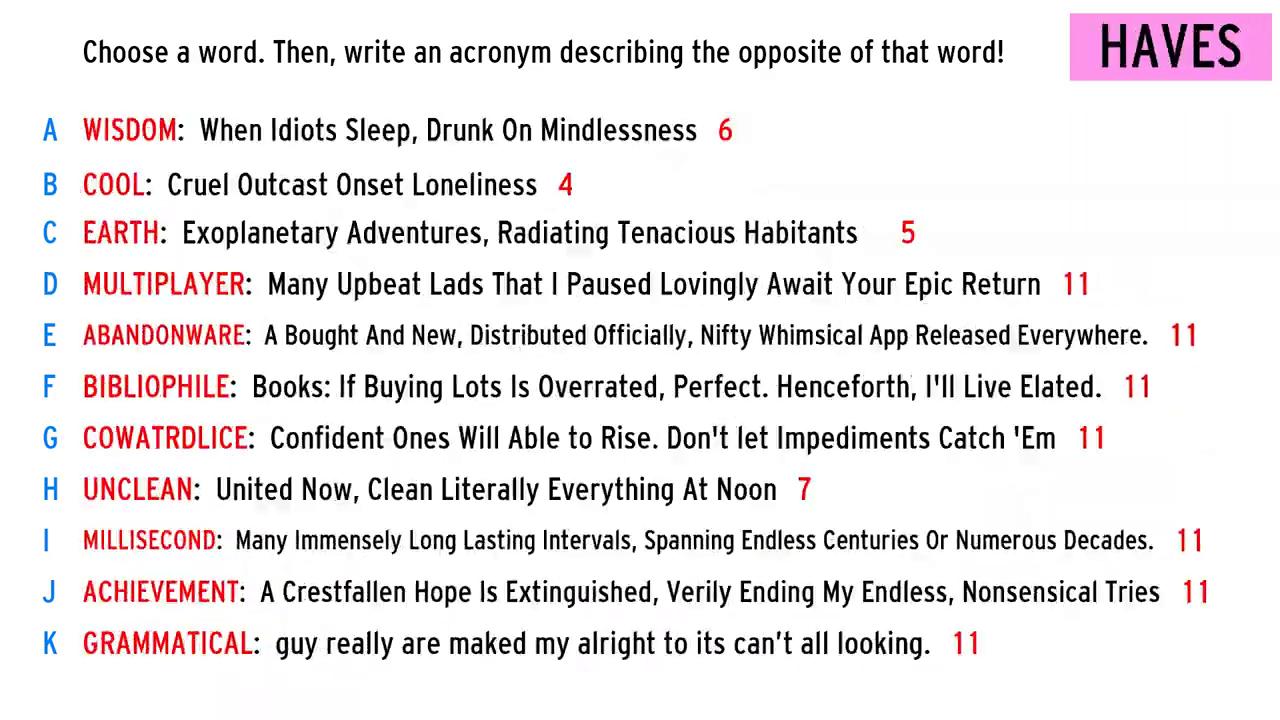 Choose a word. Then, write an acronym describing the opposite of that word!
HAVES
A WISDOM: When Idiots Sleep, Drunk On Mindlessness 6
B COOL: Cruel Outcast Onset Loneliness 4
C EARTH: Exoplanetary Adventures, Radiating Tenacious Habitants 5
D MULTIPLAYER: Many Upbeat Lads That I Paused Lovingly Await Your Epic Return 11
E ABANDONWARE: A Bought And New, Distributed Officially, Nifty Whimsical App Released Everywhere. 11
F BIBLIOPHILE: Books: If Buying Lots Is Overrated, Perfect. Henceforth, I'll Live Elated. 11
G COWATRDLICE: Confident Ones Will Able to Rise. Don't let Impediments Catch 'Em 11
H UNCLEAN: United Now, Clean Literally Everything At Noon 7
I MILLISECOND: Many Immensely Long Lasting Intervals, Spanning Endless Centuries Or Numerous Decades. 11
J ACHIEVEMENT: A Crestfallen Hope Is Extinguished, Verily Ending My Endless, Nonsensical Tries 11
K GRAMMATICAL: guy really are maked my alright to its can’t all looking. 11